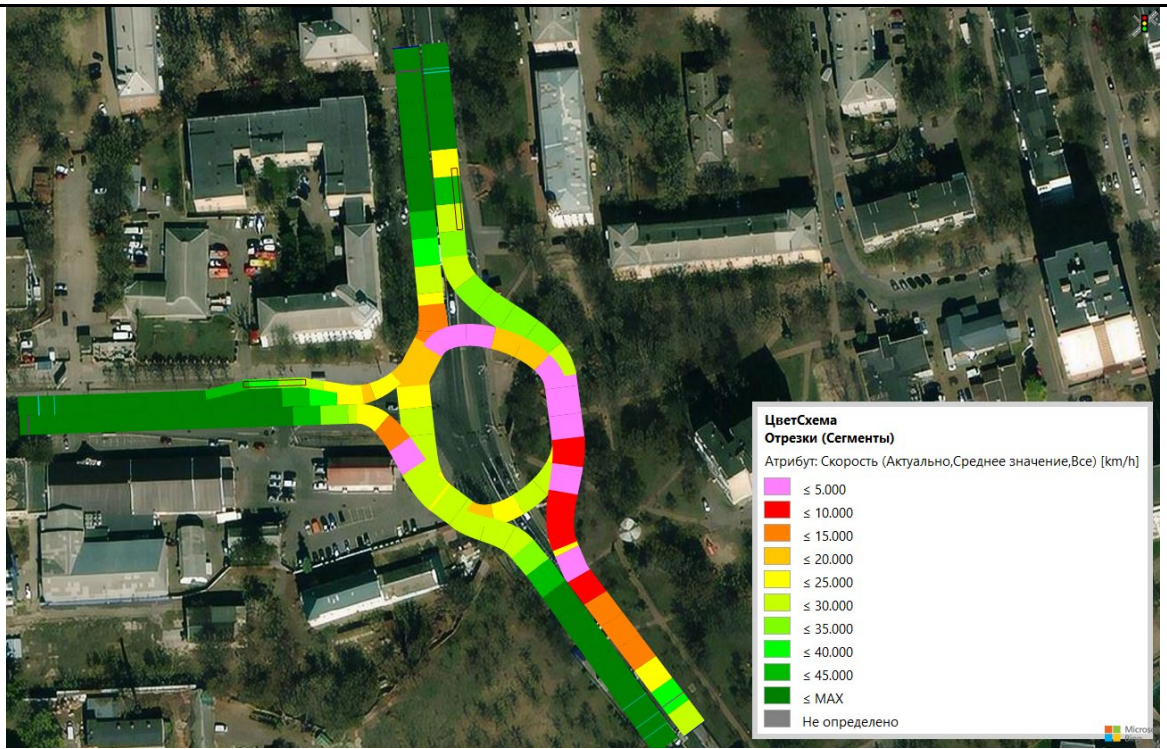 ЦветСхема
Отрезки (Сегменты)
Атрибут: Скорость (Актуально,Среднее значение,Все) [km/h]
≤ 5.000
≤ 10.000
≤ 15.000
≤ 20.000
≤ 25.000
≤ 30.000
≤ 35.000
≤ 40.000
≤ 45.000
≤ MAX
Не определено